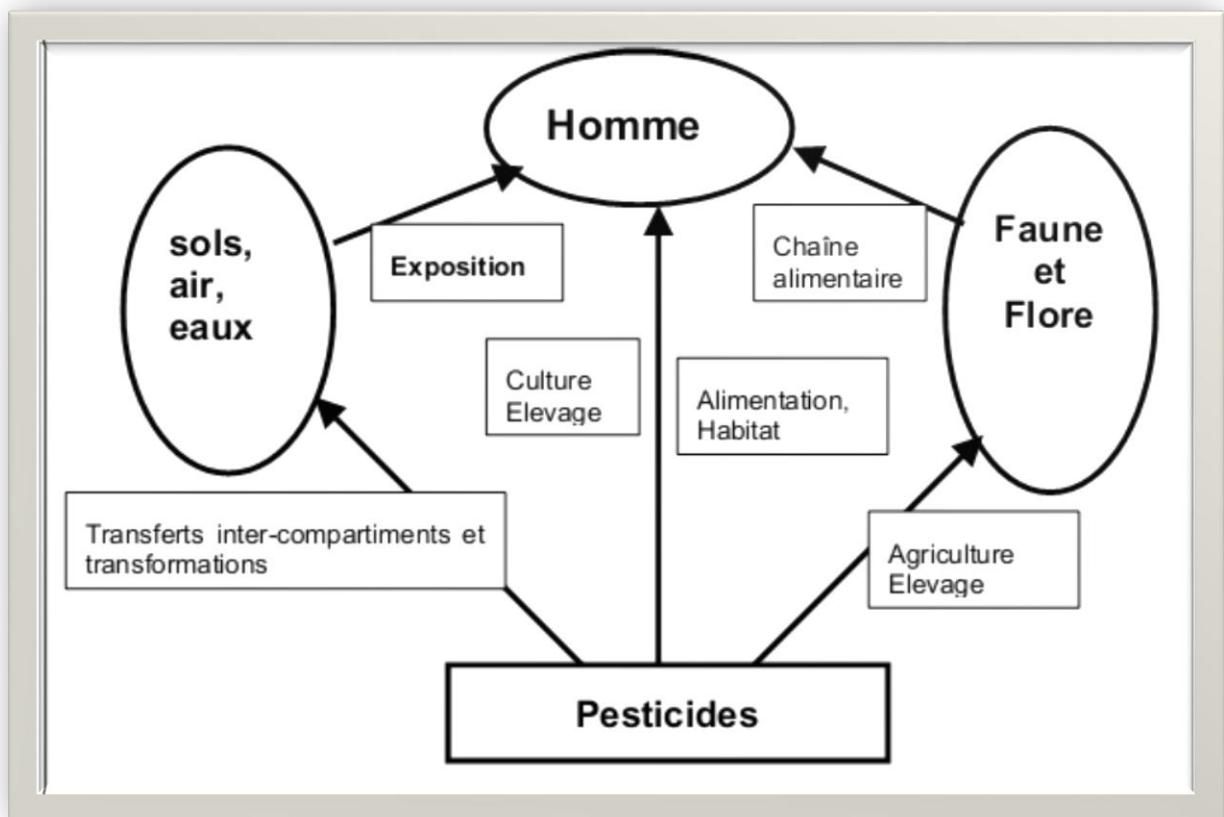 Homme
sols,
air,
eaux
Exposition
Chaîne
alimentaire
Faune
et
Flore
Culture
Elevage
Alimentation,
Habitat
Transferts inter-compartiments et
transformations
Agriculture
Elevage
Pesticides